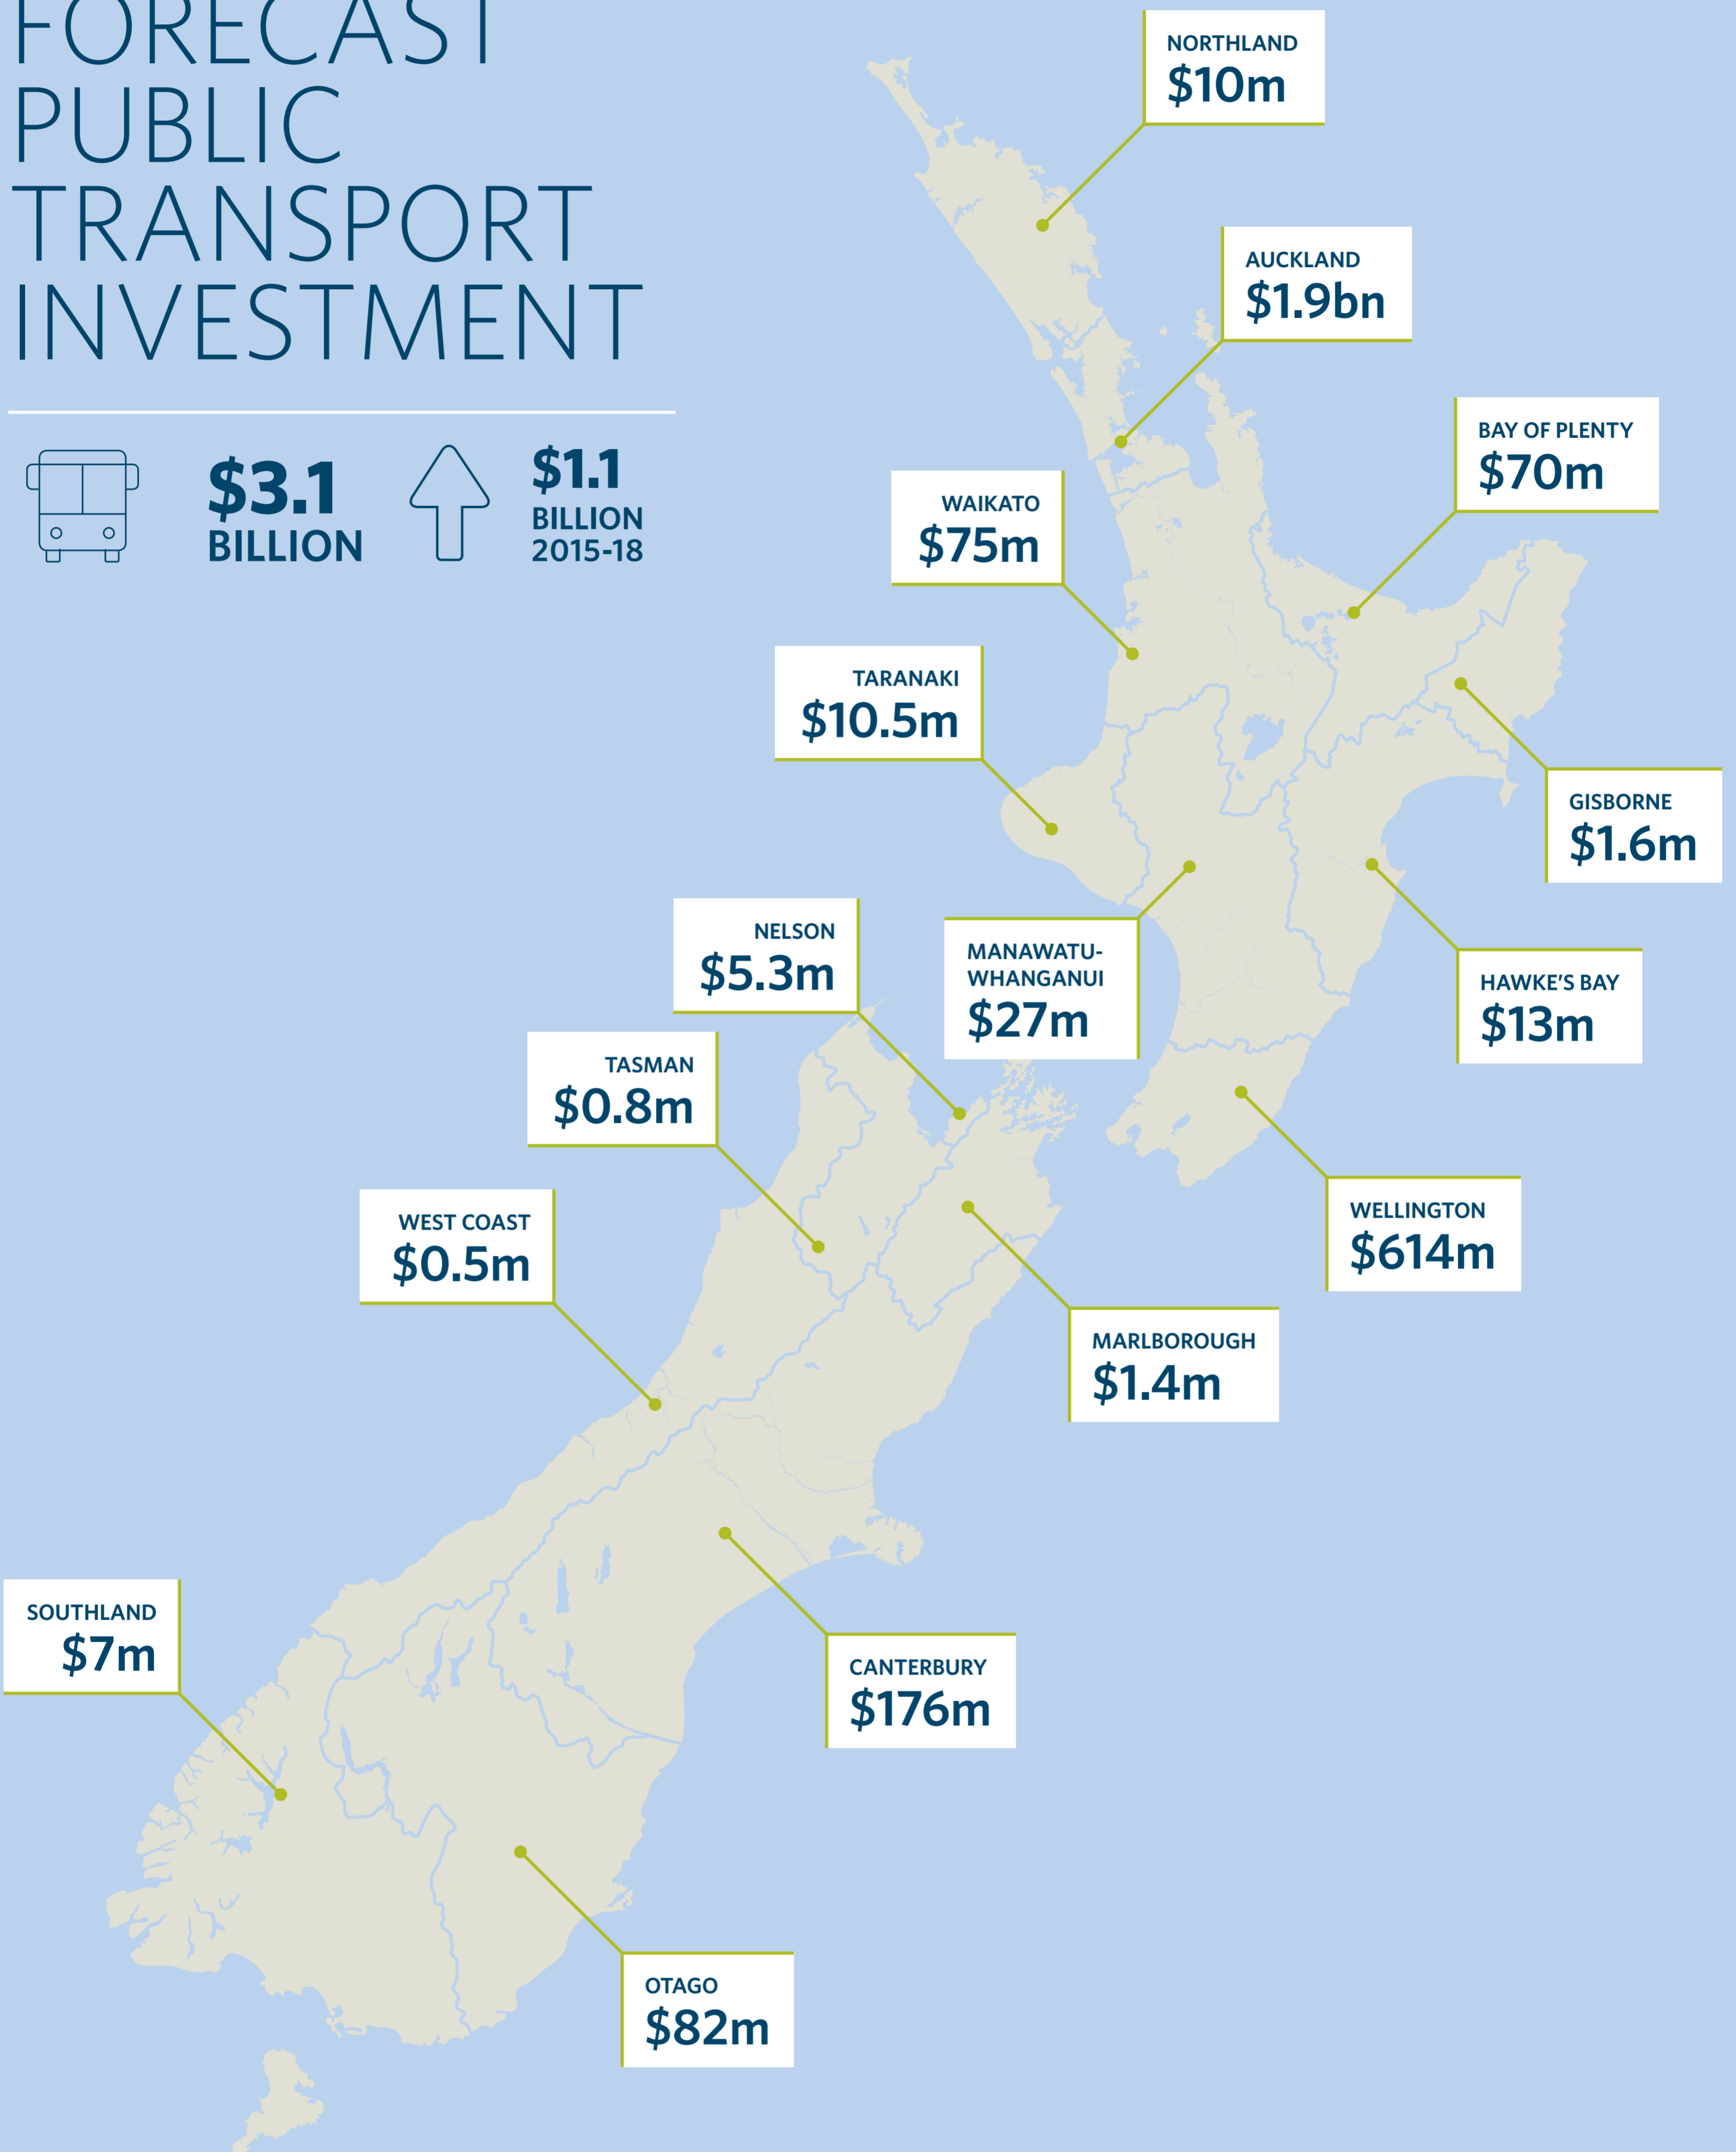 FORECAST
PUBLIC
TRANSPORT
INVESTMENT
$3.1
BILLION
$1.1
BILLION
2015-18
NORTHLAND
$10m
AUCKLAND
$1.9bn
BAY OF PLENTY
$70m
WAIKATO
$75m
TARANAKI
$10.5m
GISBORNE
$1.6m
NELSON
$5.3m
MANAWATU-
WHANGANUI
$27m
HAWKE'S BAY
$13m
TASMAN
$0.8m
WEST COAST
$0.5m
WELLINGTON
$614m
MARLBOROUGH
$1.4m
SOUTHLAND
$7m
CANTERBURY
$176m
OTAGO
$82m